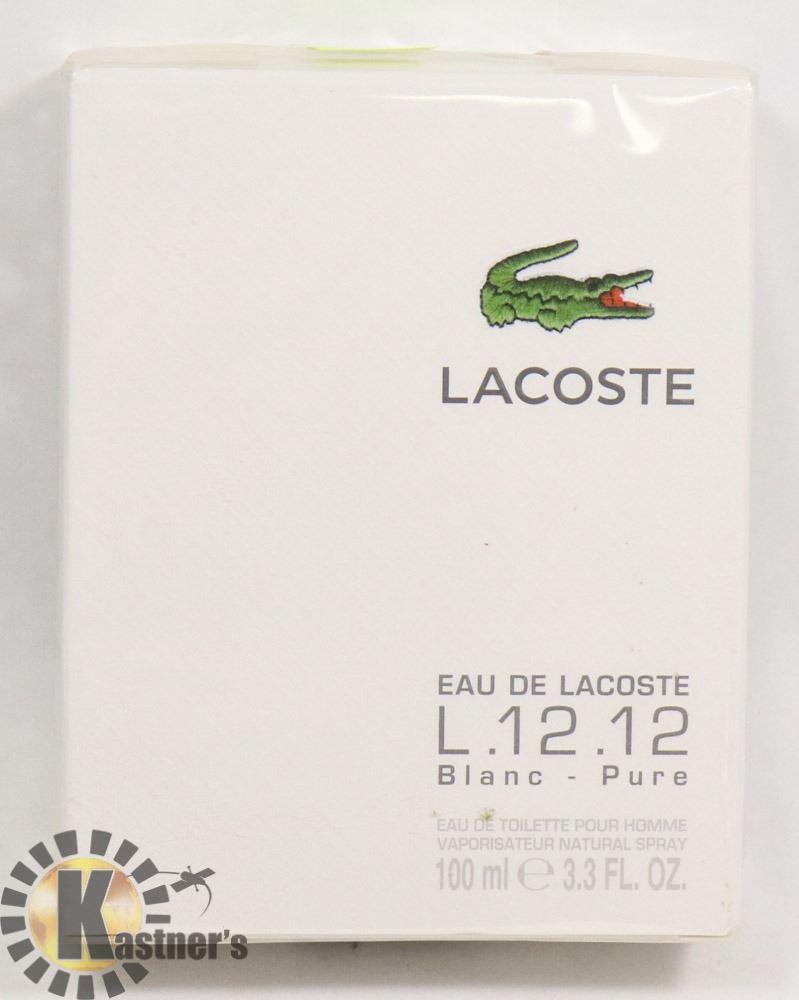 LACOSTE
EAU DE LACOSTE
L.12.12
Blanc - Pure
EAU DE TOILETTE POUR HOMME
VAPORISATEUR NATURAL SPRAY
100 ml ℮ 3.3 FL. OZ.
Kastner's